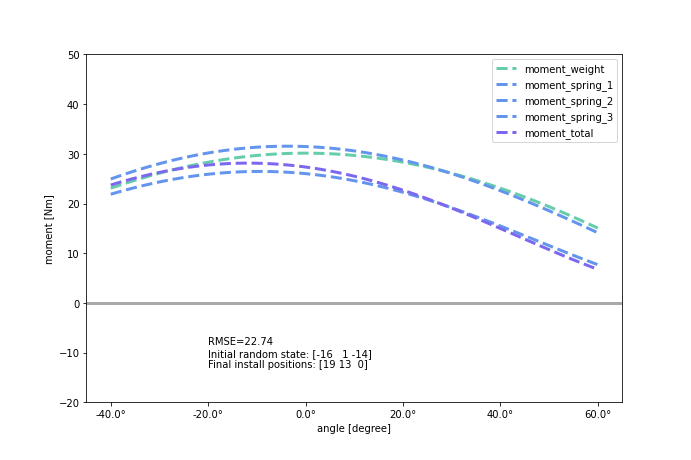 50
40
30
20
10
0
−10
−20
moment [Nm]
moment_weight
moment_spring_1
moment_spring_2
moment_spring_3
moment_total
RMSE=22.74
Initial random state: [-16   1 -14]
Final install positions: [19 13  0]
-40.0° -20.0° 0.0° 20.0° 40.0° 60.0°
angle [degree]